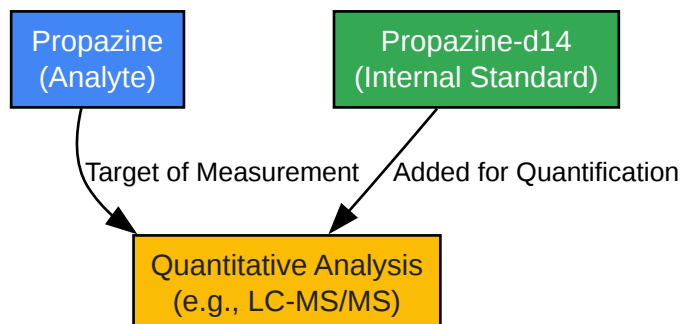 Propazine
(Analyte)
Propazine-d14
(Internal Standard)
Target of Measurement
Added for Quantification
Quantitative Analysis
(e.g., LC-MS/MS)